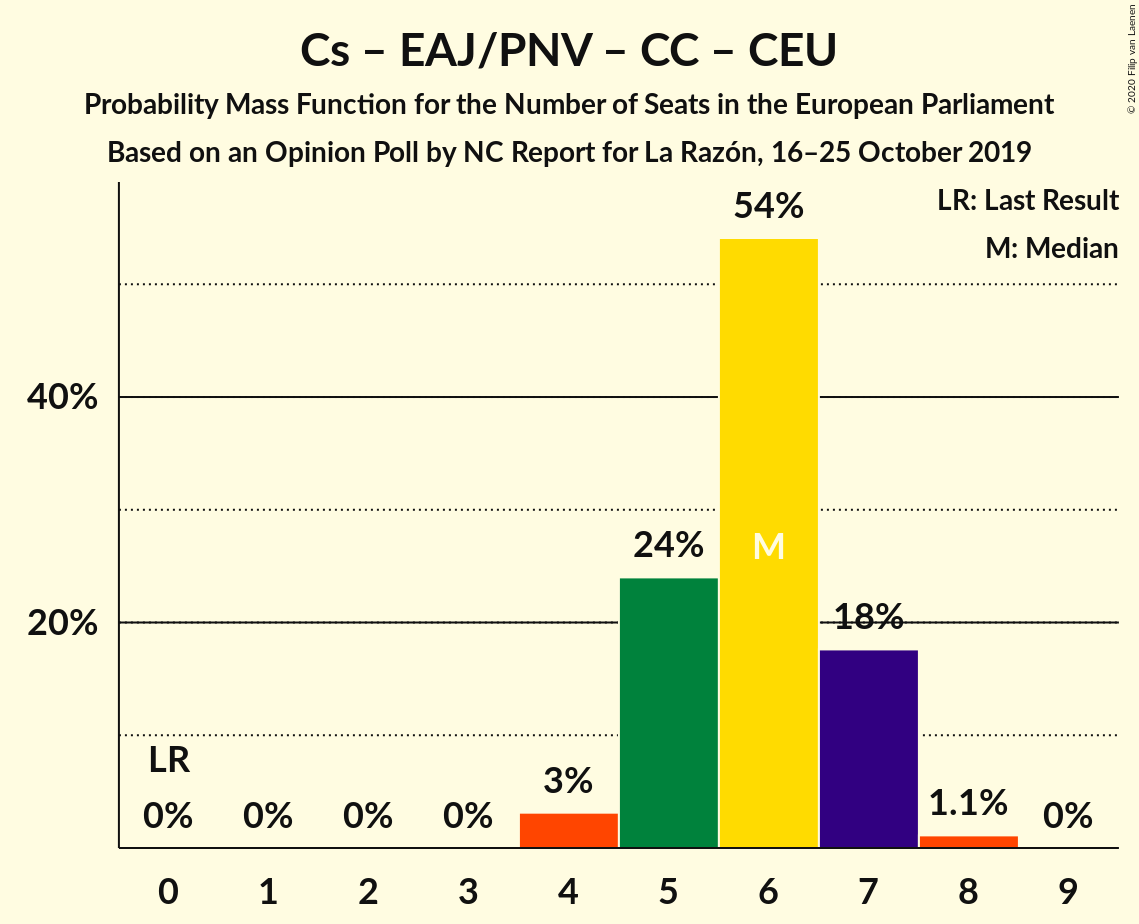 Cs – EAJ/PNV – CC – CEU
Probability Mass Function for the Number of Seats in the European Parliament
Based on an Opinion Poll by NC Report for La Razón, 16–25 October 2019
© 2020 Filip van Laenen
LR: Last Result
M: Median
54%
40%
24%
M
20%
18%
LR
3%
1.1%
0% 0% 0% 0% 0%
0 1 2 3 4 5 6 7 8 9